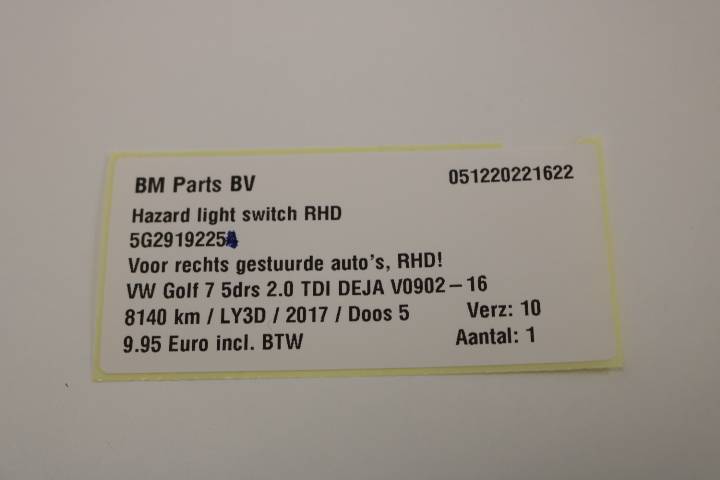 BM Parts BV 051220221622
Hazard light switch RHD
5G2919225
Voor rechts gestuurde auto's, RHD!
VW Golf 7 5drs 2.0 TDI DEJA V0902-16
8140 km / LY3D / 2017 / Doos 5 Verz: 10
9.95 Euro incl. BTW Aantal: 1